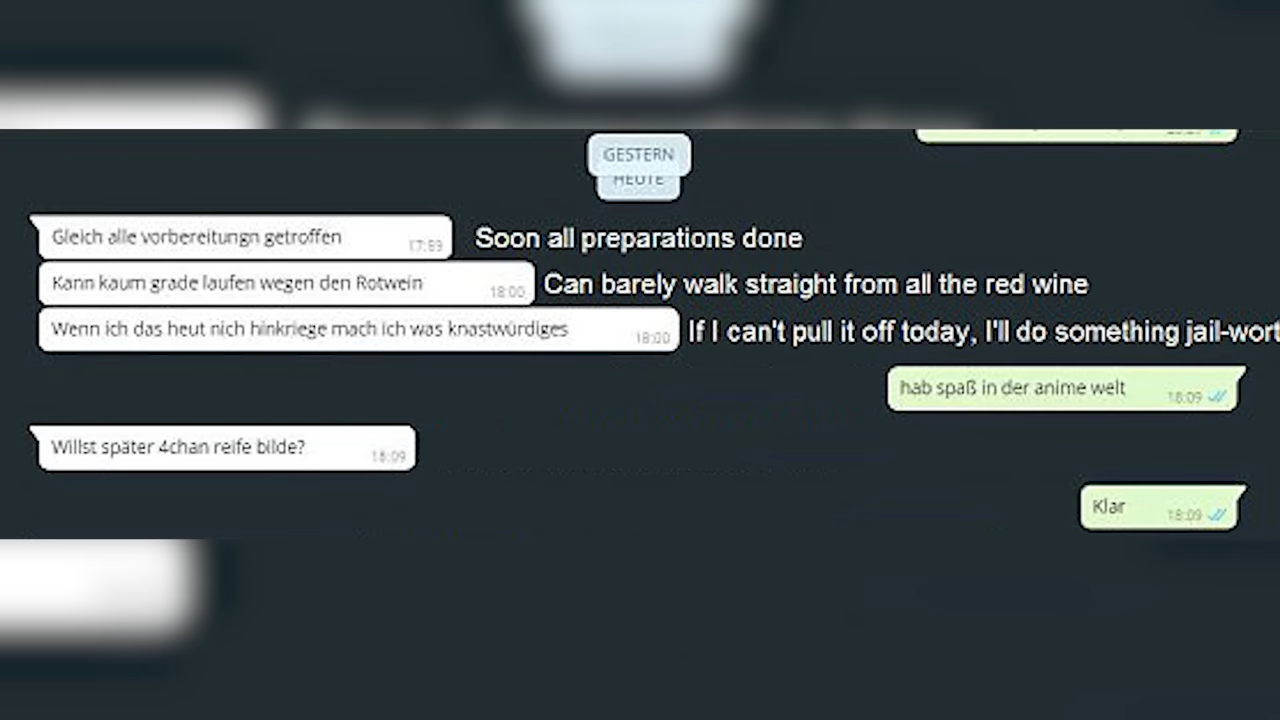 GESTERN
HEUTE
Gleich alle vorbereitungn getroffen 17:59 Soon all preparations done
Kann kaum grade laufen wegen den Rotwein 18:00 Can barely walk straight from all the red wine
Wenn ich das heut nich hinkriege mach ich was knastwürdiges 18:00 If I can't pull it off today, I'll do something jail-wort
hab spaß in der anime welt 18:09
Willst später 4chan reife bilde? 18:09
Klar 18:09